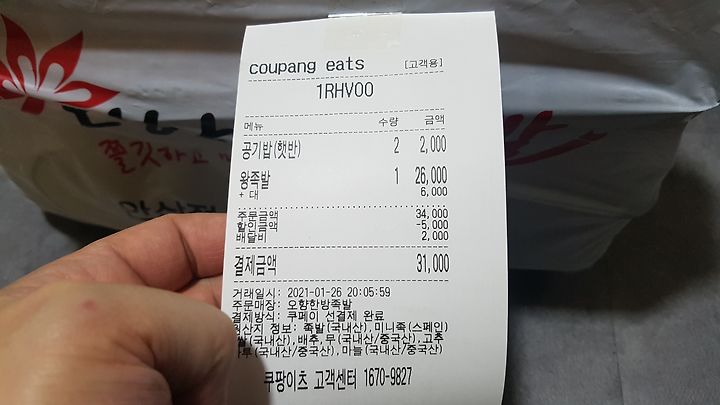 coupang eats [고객용]
1RHV00
메뉴 수량 금액
공기밥(햇반) 2 2,000
왕족발 1 26,000
+ 대 6,000
주문금액 34,000
할인금액 -5,000
배달비 2,000
결제금액 31,000
거래일시: 2021-01-26 20:05:59
주문매장: 오향한방족발
결제방식: 쿠페이 선결제 완료
원산지 정보: 족발(국내산),미니족(스페인)
(국내산),배추,무(국내산/중국산),고추
(국내산/중국산),마늘(국내산/중국산)
쿠팡이츠 고객센터 1670-9827
쫄깃하고